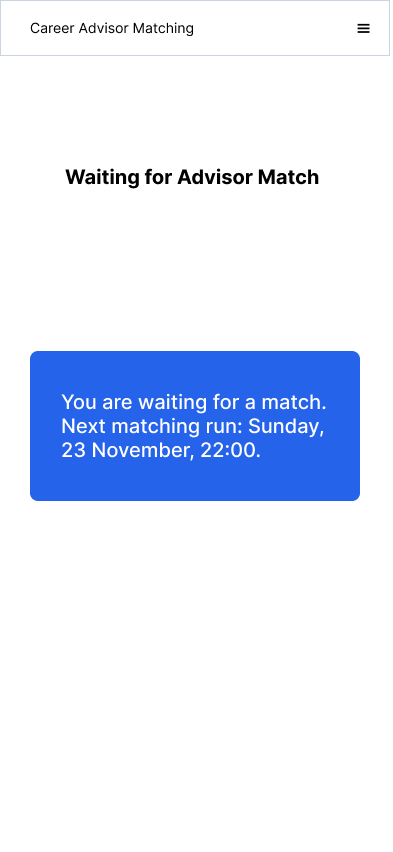 Career Advisor Matching
Waiting for Advisor Match
You are waiting for a match.
Next matching run: Sunday,
23 November, 22:00.